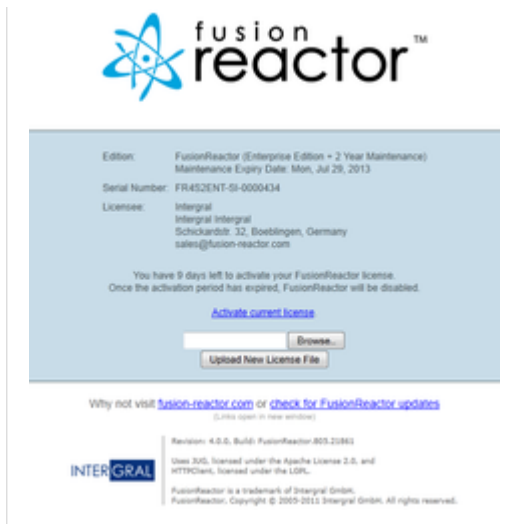 fusion
reactor™
Edition: FusionReactor (Enterprise Edition + 2 Year Maintenance)
Maintenance Expiry Date: Mon, Jul 29, 2013
Serial Number: FR452ENT-SI-0000434
Licensee: Intergral
Intergral Intergral
Schickardstr. 32, Boeblingen, Germany
sales@fusion-reactor.com
You have 9 days left to activate your FusionReactor license.
Once the activation period has expired, FusionReactor will be disabled.
Activate current license.
Browse..
Upload New License File
Why not visit fusion-reactor.com or check for FusionReactor updates
(Links open in new window)
Revision: 4.0.0, Build: FusionReactor.805.21861
Uses JUG, licensed under the Apache License 2.0, and
HTTPClient, licensed under the LGPL.
INTERGRAL
FusionReactor is a trademark of Intergral GmbH.
FusionReactor, Copyright © 2005-2011 Intergral GmbH. All rights reserved.